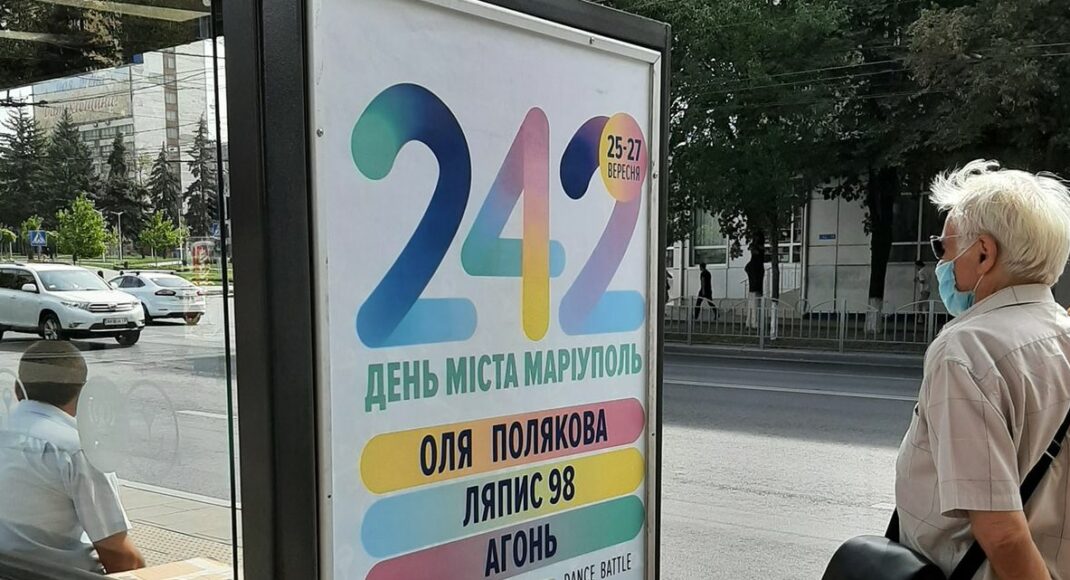 242
25-27
ВЕРЕСНЯ
ДЕНЬ МІСТА МАРІУПОЛЬ
ОЛЯ ПОЛЯКОВА
ЛЯПИС 98
АГОНЬ
DANCE BATTLE